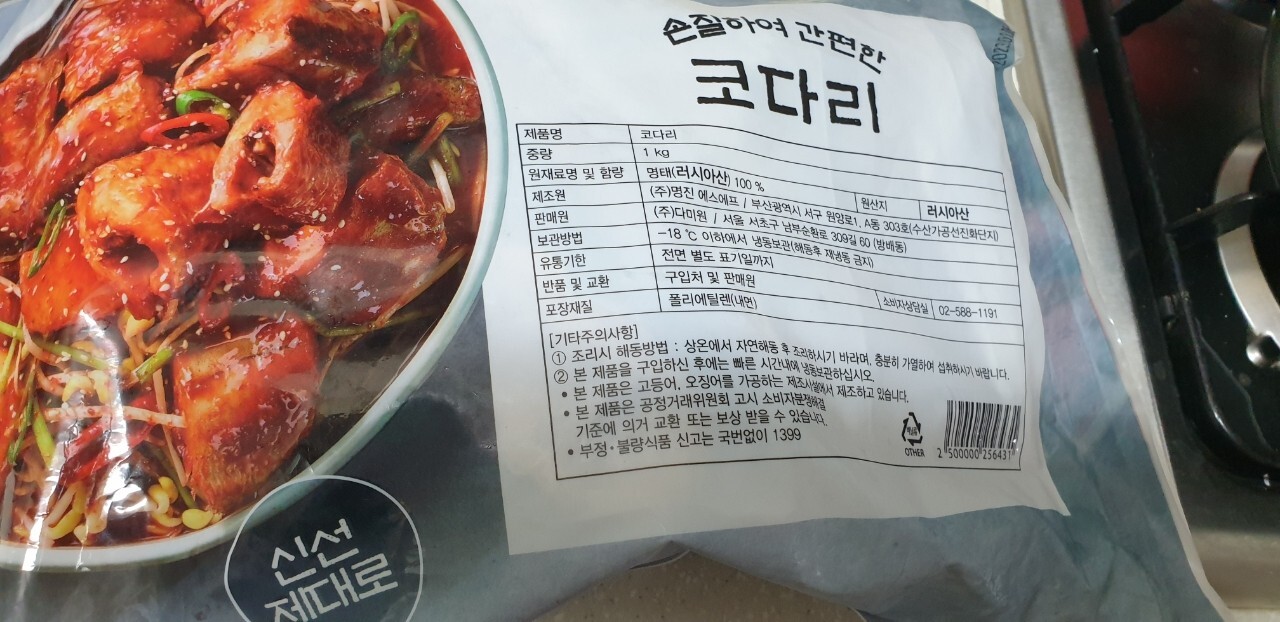 손질하여 간편한
코다리
제품명 코다리
중량 1 kg
원재료명 및 함량 명태(러시아산) 100 % 원산지 러시아산
제조원 (주)명진 에스에프 / 부산광역시 서구 원양로1, A동 303호(수산가공선진화단지)
판매원 (주)다미원 / 서울 서초구 남부순환로 309길 60 (방배동)
보관방법 -18 ℃ 이하에서 냉동보관(해동후 재냉동 금지)
유통기한 전면 별도 표기일까지
반품 및 교환 구입처 및 판매원 소비자상담실 02-588-1191
포장재질 폴리에틸렌(내면)
[기타주의사항]
① 조리시 해동방법 : 상온에서 자연해동 후 조리하시기 바라며, 충분히 가열하여 섭취하시기 바랍니다.
② 본 제품을 구입하신 후에는 빠른 시간내에 냉동보관하십시오.
• 본 제품은 고등어, 오징어를 가공하는 제조시설에서 제조하고 있습니다.
• 본 제품은 공정거래위원회 고시 소비자분쟁해결
기준에 의거 교환 또는 보상 받을 수 있습니다.
• 부정·불량식품 신고는 국번없이 1399
OTHER
2 500000 256431
신선
제대로